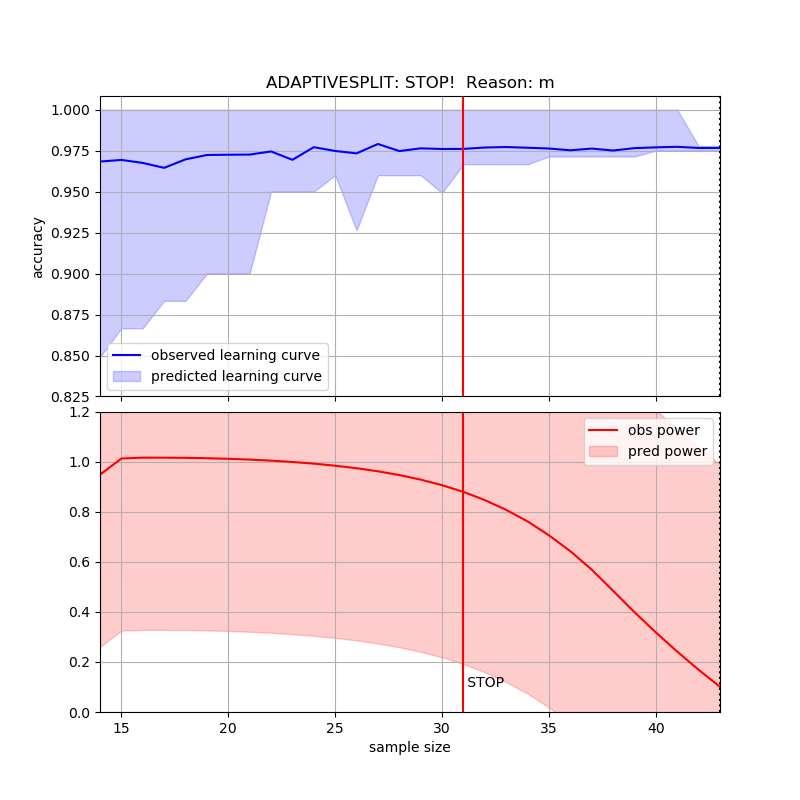 ADAPTIVESPLIT: STOP!  Reason: m
1.000
0.975
0.950
0.925
0.900
0.875
0.850
0.825
accuracy
observed learning curve
predicted learning curve
1.2
1.0
0.8
0.6
0.4
0.2
0.0
obs power
pred power
STOP
15 20 25 30 35 40
sample size